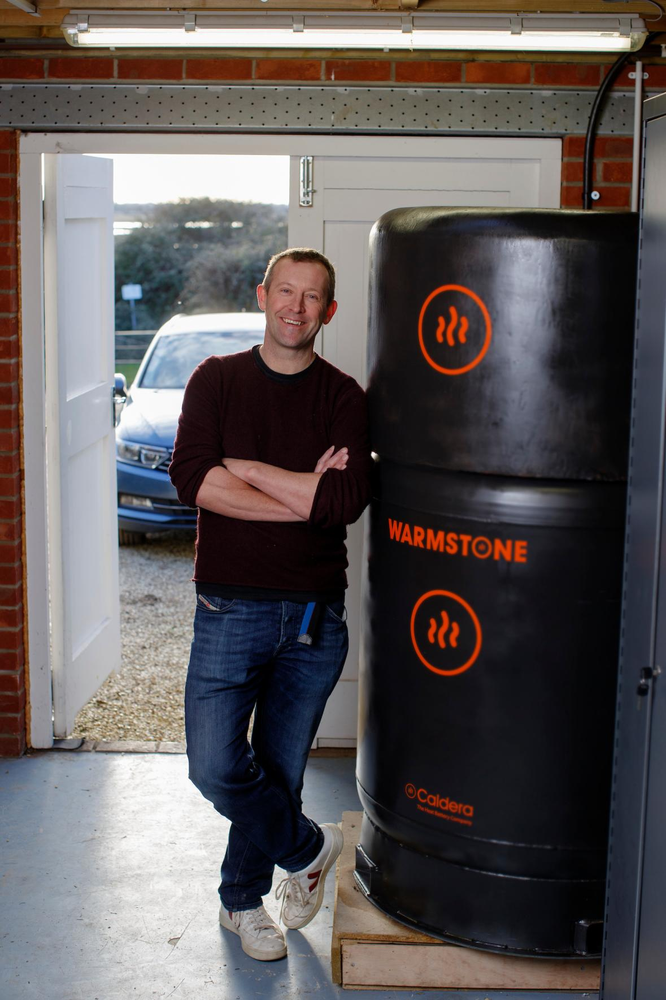 WARMSTONE
Caldera
The Heat Battery Company